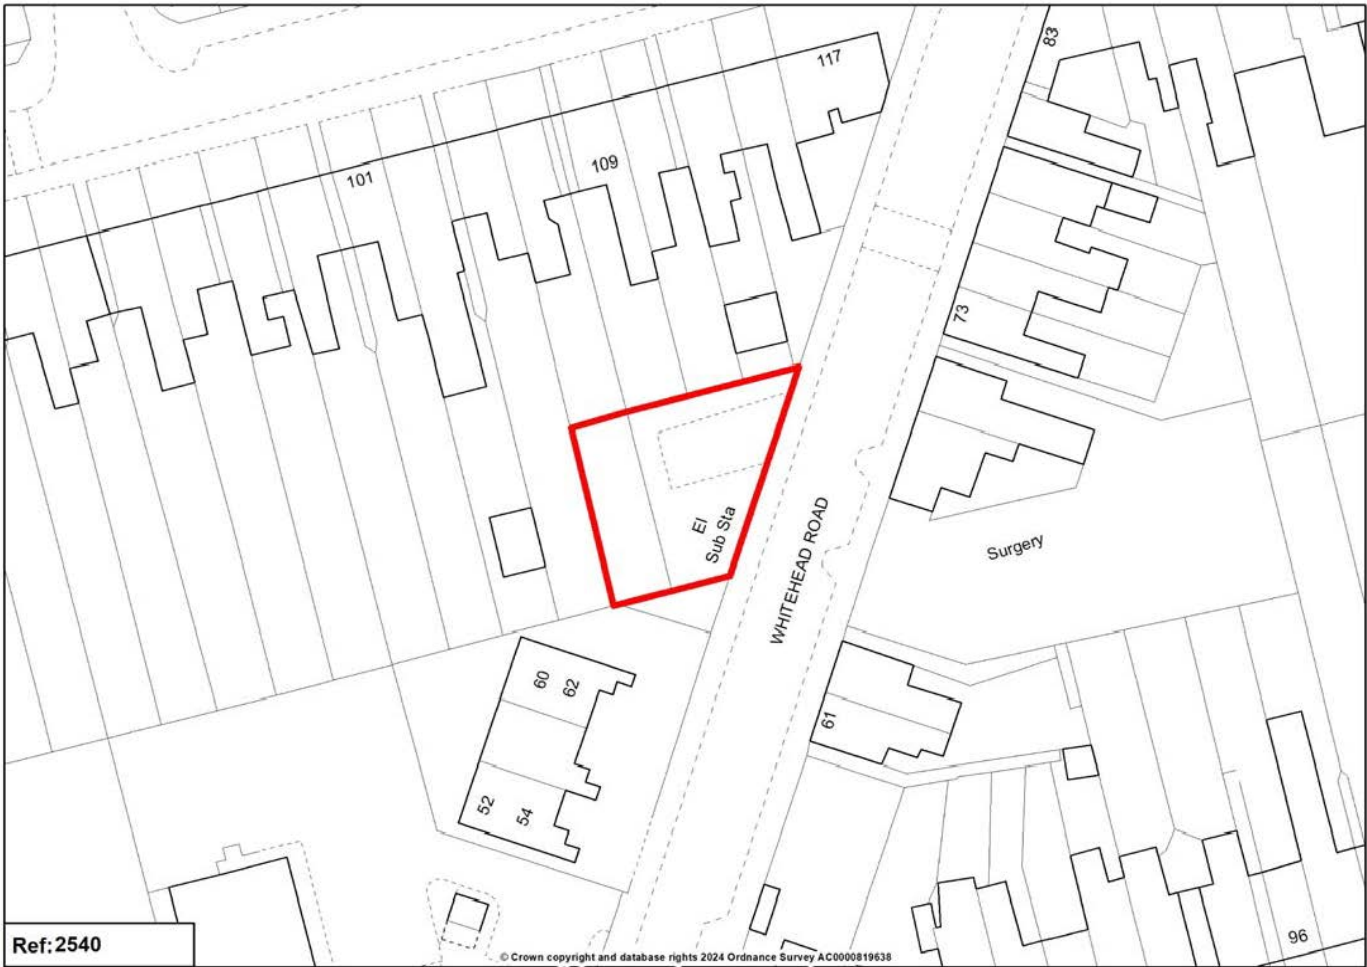 83
117
109
101
73
El
Sub Sta
WHITEHEAD ROAD
Surgery
60
62
61
52
54
96
Ref:2540
© Crown copyright and database rights 2024 Ordnance Survey AC0000819638